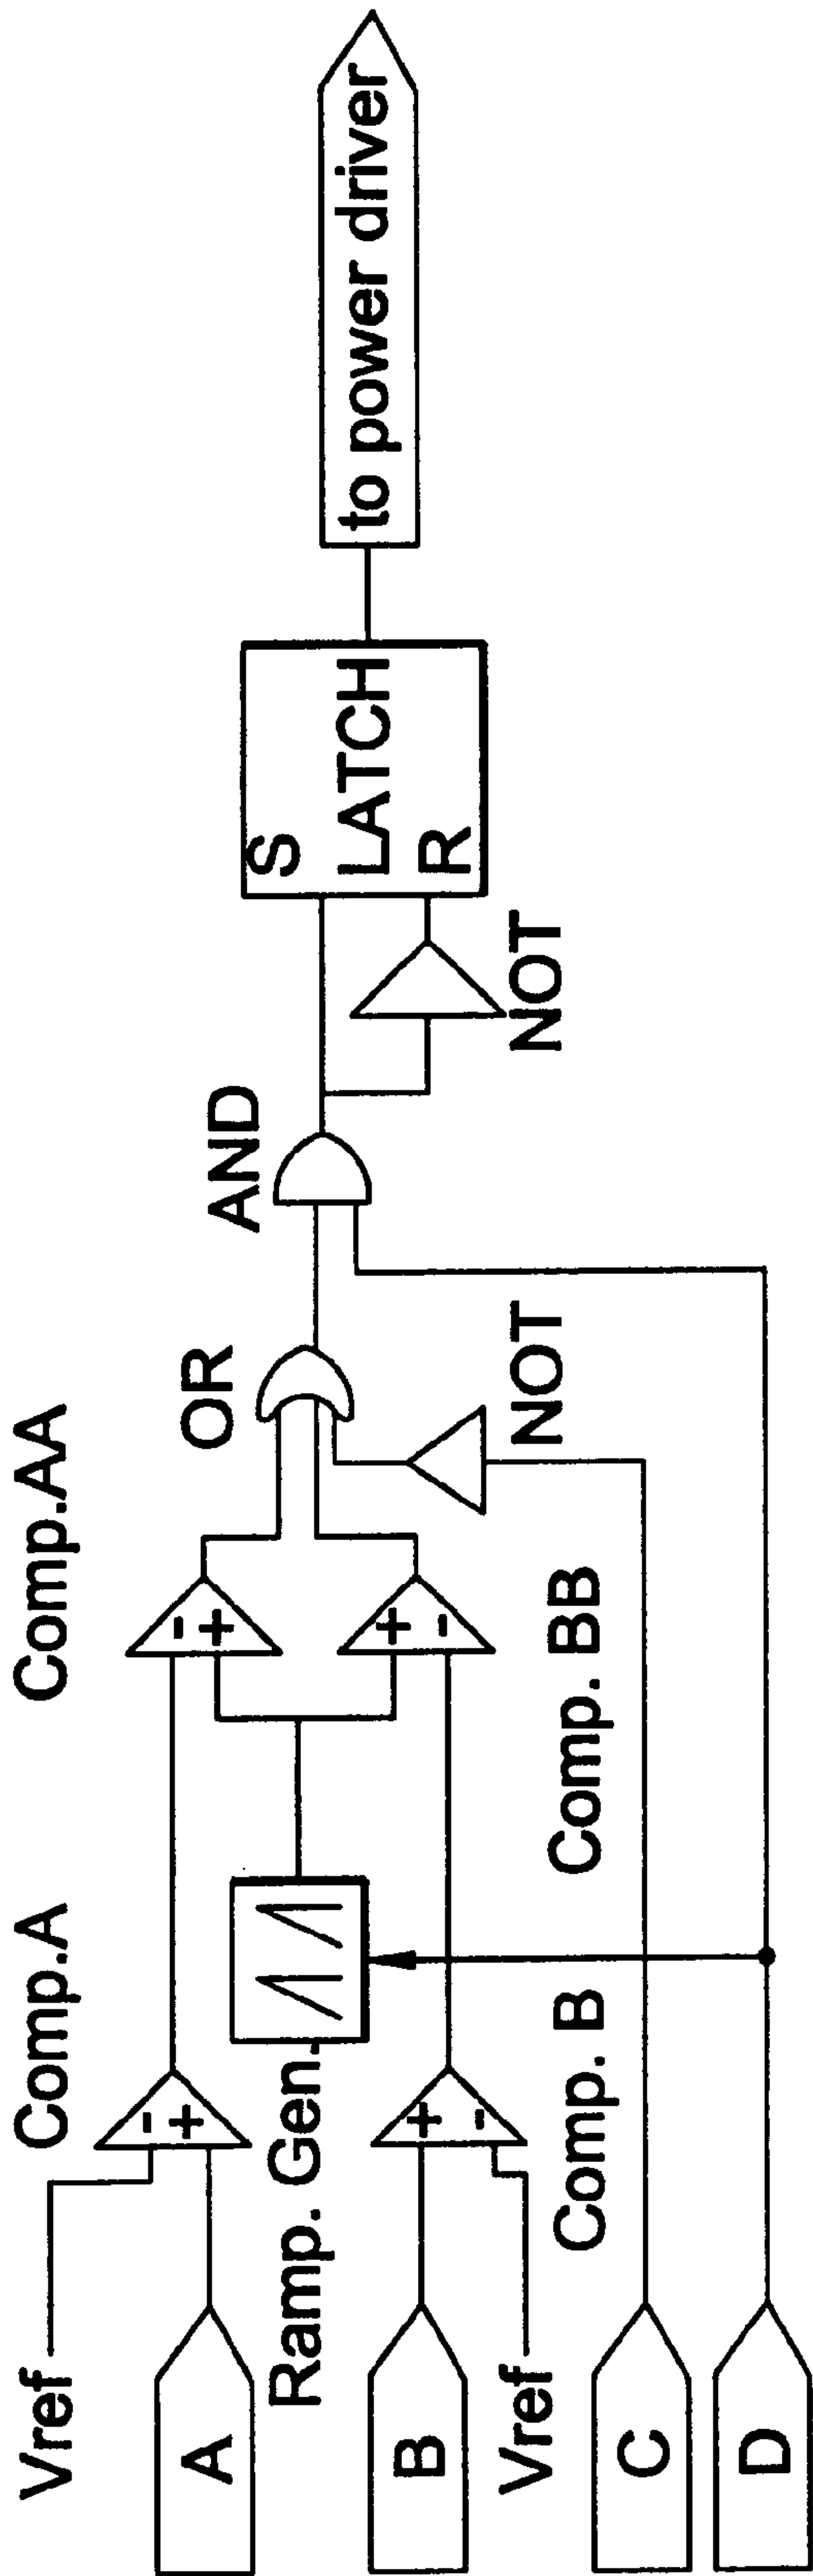 Comp.A
Comp.AA
Vref
-
+
-
+
OR
AND
A
S
Ramp. Gen.
LATCH
to power driver
B
+
-
+
-
R
Vref
Comp. B
Comp. BB
NOT
NOT
C
D